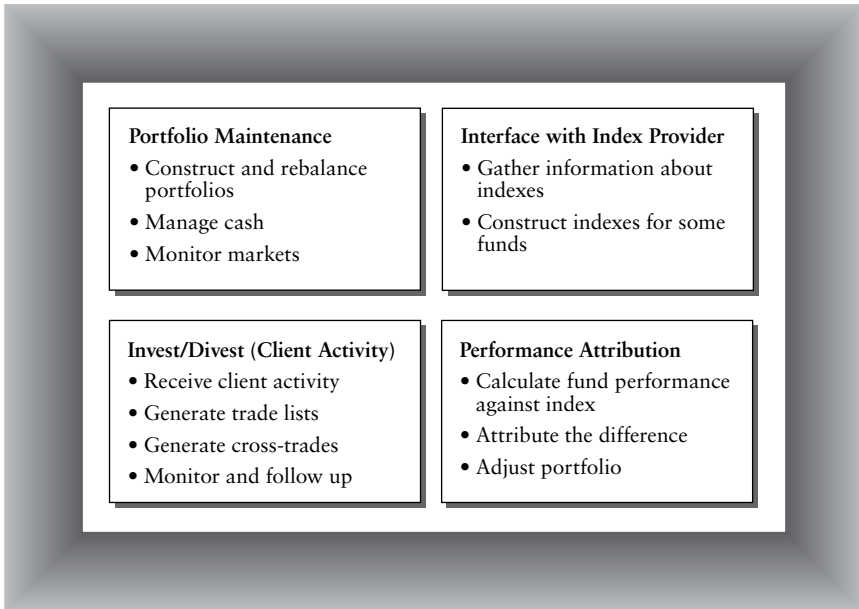 Portfolio Maintenance
• Construct and rebalance
portfolios
• Manage cash
• Monitor markets
Interface with Index Provider
• Gather information about
indexes
• Construct indexes for some
funds
Invest/Divest (Client Activity)
• Receive client activity
• Generate trade lists
• Generate cross-trades
• Monitor and follow up
Performance Attribution
• Calculate fund performance
against index
• Attribute the difference
• Adjust portfolio